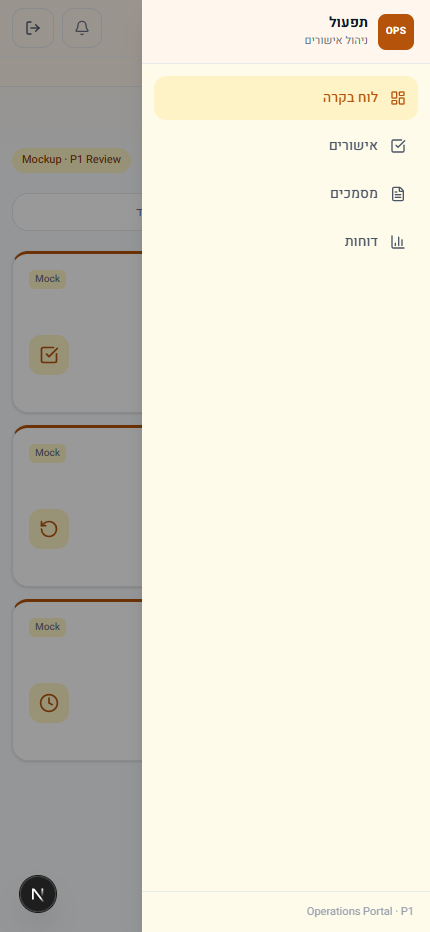 OPS
תפעול
ניהול אישורים
לוח בקרה
אישורים
מסמכים
דוחות
Operations Portal · P1
Mockup · P1 Review
Mock
Mock
Mock
N